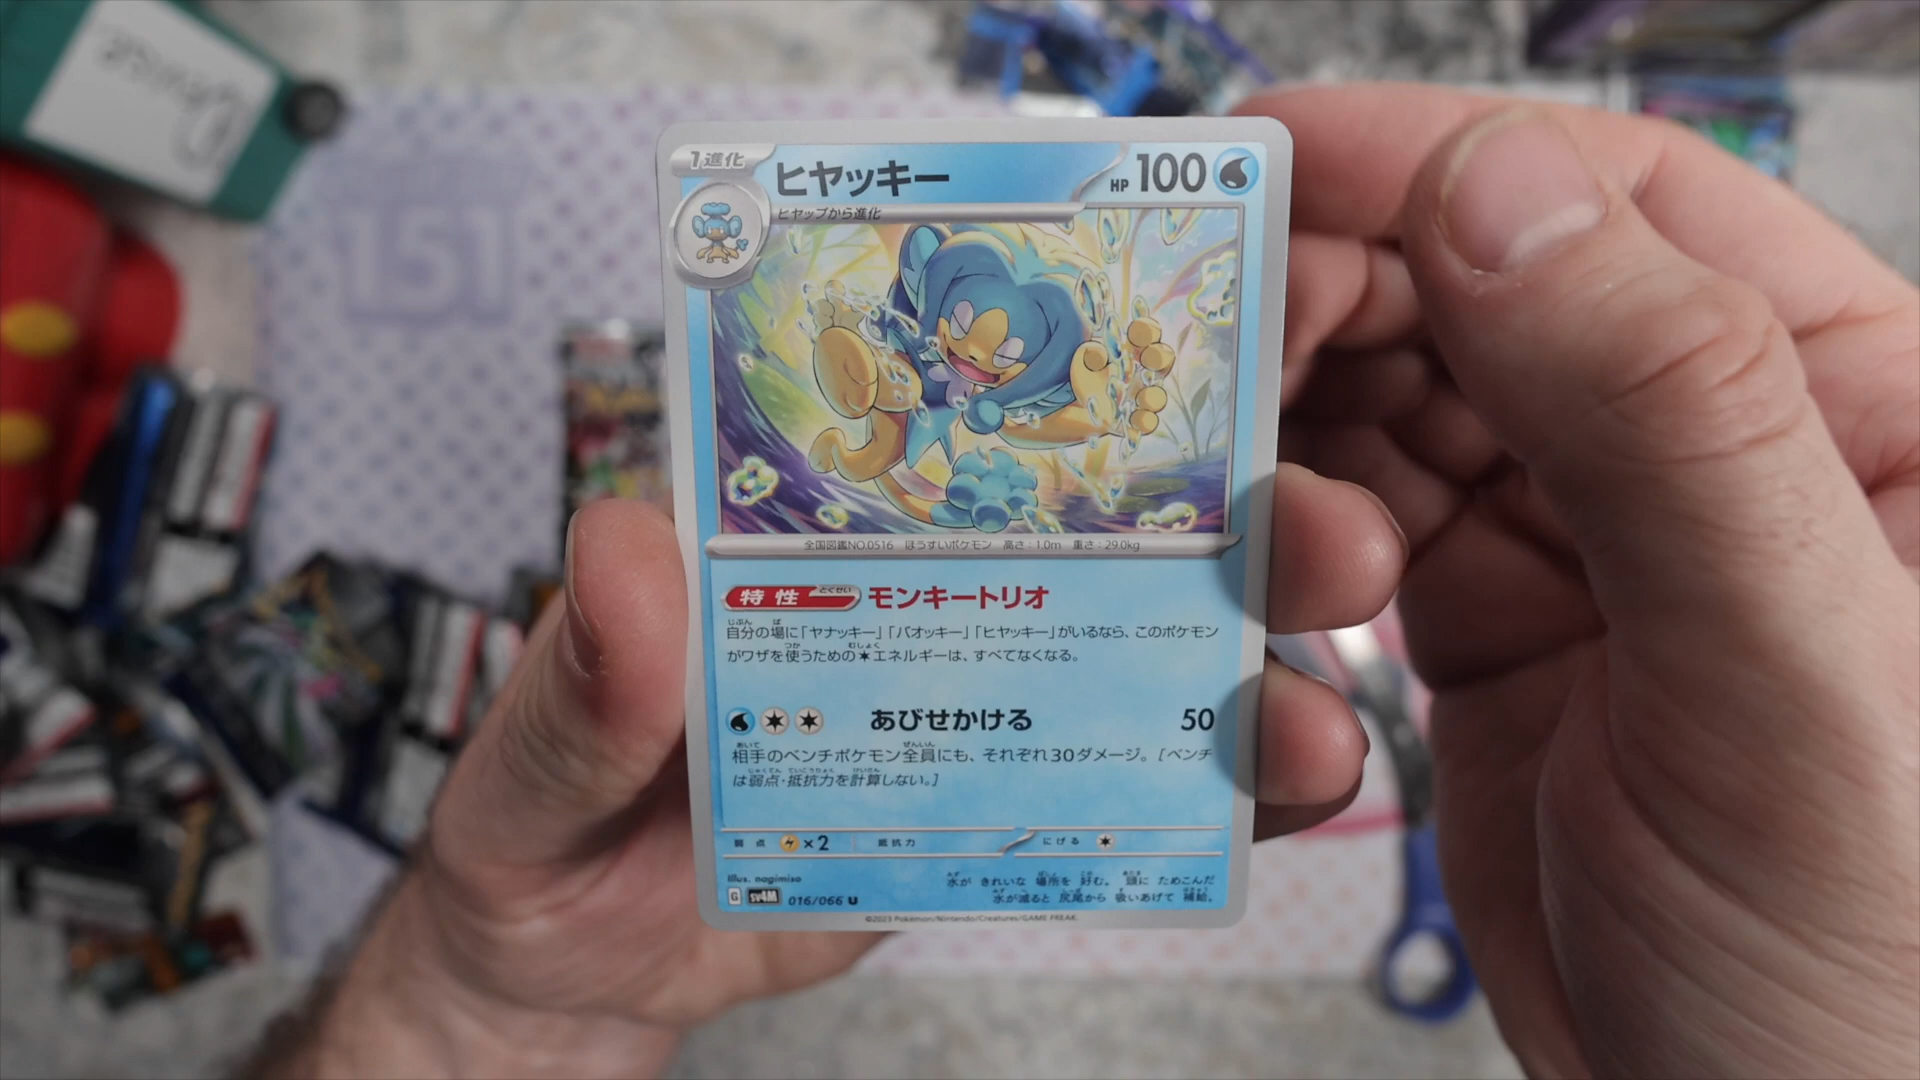 1進化
ヒヤッキー
HP 100
ヒヤップから進化
全国図鑑NO.0516 ほうすいポケモン 高さ:1.0m 重さ:29.0kg
特性 とくせい モンキートリオ
自分の場に「ヤナッキー」「バオッキー」「ヒヤッキー」がいるなら、このポケモン
がワザを使うための エネルギーは、すべてなくなる。
あびせかける 50
相手のベンチポケモン全員にも、それぞれ30ダメージ。[ベンチ
は弱点・抵抗力を計算しない。]
弱点 ×2 抵抗力 にげる
illus. nagimiso
水が きれいな 場所を 好む。 頭に ためこんだ
水が減ると 尻尾から 吸いあげて 補給。
G sv4M 016/066 U
©2023 Pokémon/Nintendo/Creatures/GAME FREAK.
151